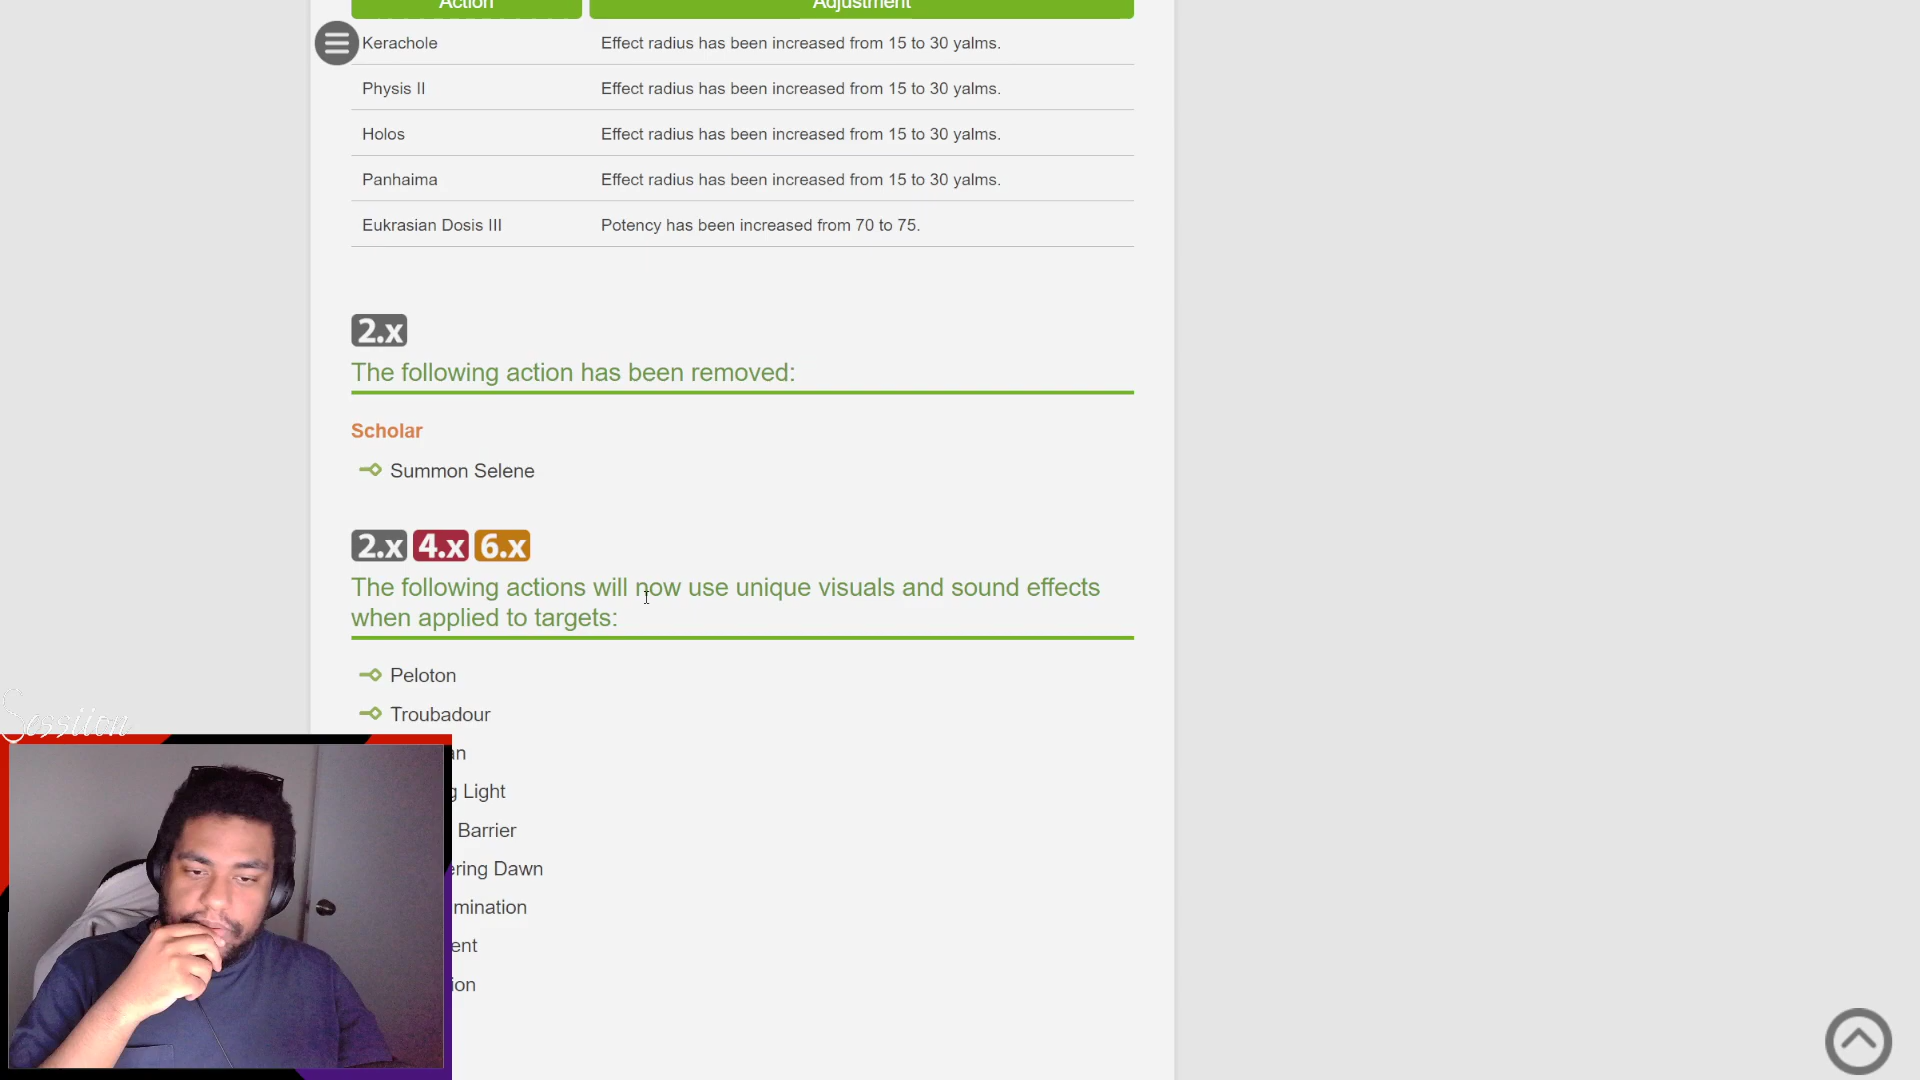 Action Adjustment
Kerachole Effect radius has been increased from 15 to 30 yalms.
Physis II Effect radius has been increased from 15 to 30 yalms.
Holos Effect radius has been increased from 15 to 30 yalms.
Panhaima Effect radius has been increased from 15 to 30 yalms.
Eukrasian Dosis III Potency has been increased from 70 to 75.
2.x
The following action has been removed:
Scholar
Summon Selene
2.x 4.x 6.x
The following actions will now use unique visuals and sound effects
when applied to targets:
Peloton
Troubadour
an
g Light
Barrier
ering Dawn
mination
ent
ion
Sessiion